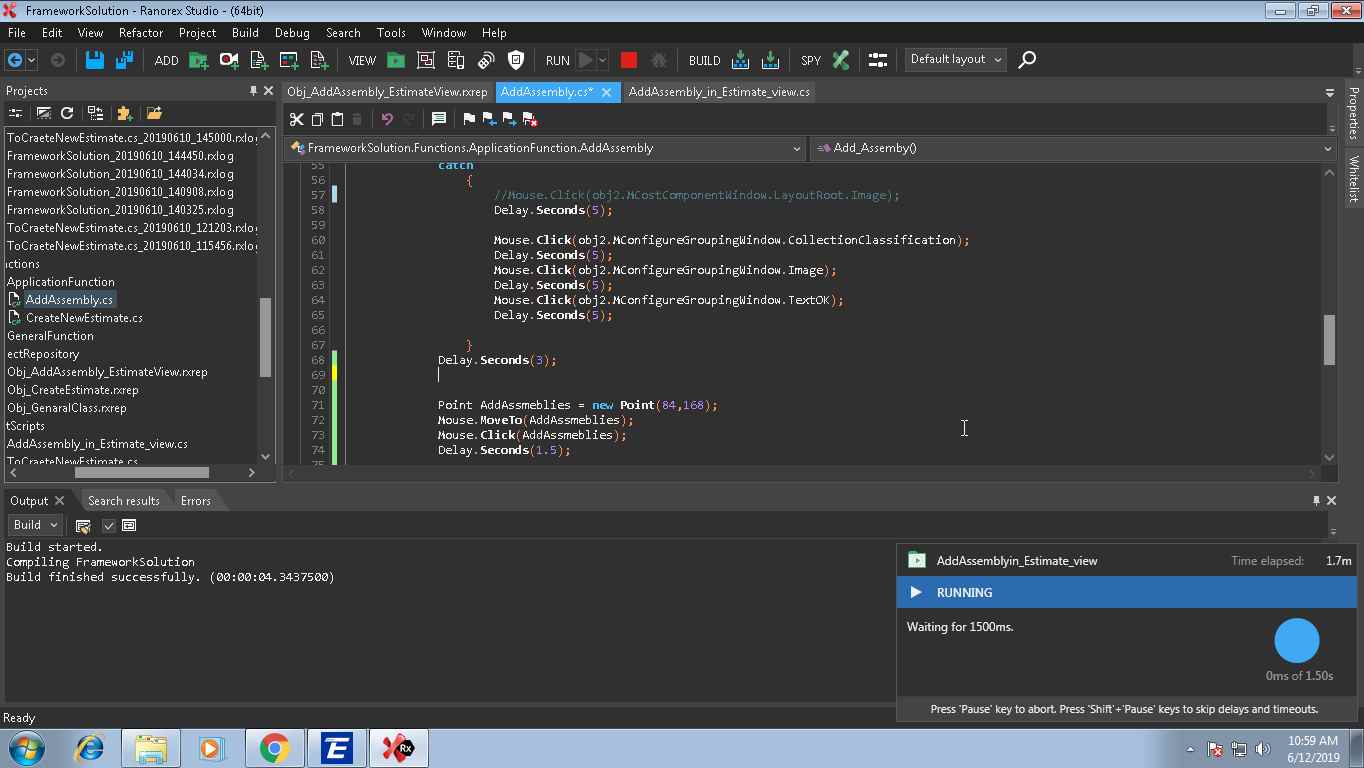 FrameworkSolution - Ranorex Studio - (64bit)
File Edit View Refactor Project Build Debug Search Tools Window Help
ADD VIEW RUN BUILD SPY Default layout
Projects
Obj_AddAssembly_EstimateView.rxrep AddAssembly.cs* AddAssembly_in_Estimate_view.cs
Properties
Whitelist
FrameworkSolution.Functions.ApplicationFunction.AddAssembly Add_Assemby()
ToCraeteNewEstimate.cs_20190610_145000.rxlog
FrameworkSolution_20190610_144450.rxlog
FrameworkSolution_20190610_144034.rxlog
FrameworkSolution_20190610_140908.rxlog
FrameworkSolution_20190610_140325.rxlog
ToCraeteNewEstimate.cs_20190610_121203.rxlog
ToCraeteNewEstimate.cs_20190610_115456.rxlog
ictions
ApplicationFunction
AddAssembly.cs
CreateNewEstimate.cs
GeneralFunction
ectRepository
Obj_AddAssembly_EstimateView.rxrep
Obj_CreateEstimate.rxrep
Obj_GenaralClass.rxrep
tScripts
AddAssembly_in_Estimate_view.cs
ToCraeteNewEstimate.cs
55 catch
56 {
57 //Mouse.Click(obj2.MCostComponentWindow.LayoutRoot.Image);
58 Delay.Seconds(5);
59
60 Mouse.Click(obj2.MConfigureGroupingWindow.CollectionClassification);
61 Delay.Seconds(5);
62 Mouse.Click(obj2.MConfigureGroupingWindow.Image);
63 Delay.Seconds(5);
64 Mouse.Click(obj2.MConfigureGroupingWindow.TextOK);
65 Delay.Seconds(5);
66
67 }
68 Delay.Seconds(3);
69
70
71 Point AddAssmeblies = new Point(84,168);
72 Mouse.MoveTo(AddAssmeblies);
73 Mouse.Click(AddAssmeblies);
74 Delay.Seconds(1.5);
75
Output Search results Errors
Build
Build started.
Compiling FrameworkSolution
Build finished successfully. (00:00:04.3437500)
AddAssemblyin_Estimate_view Time elapsed: 1.7m
RUNNING
Waiting for 1500ms.
0ms of 1.50s
Press 'Pause' key to abort. Press 'Shift'+'Pause' keys to skip delays and timeouts.
Ready
E Rx
10:59 AM
6/12/2019